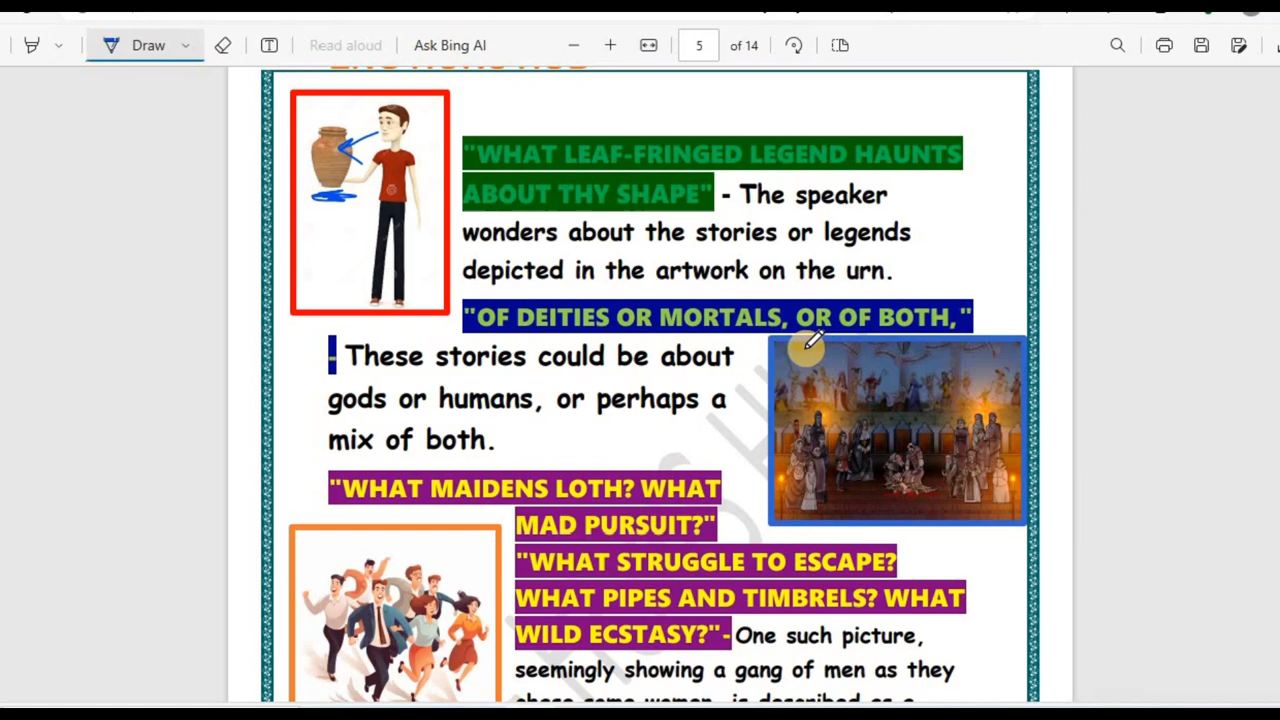 Draw
Read aloud
Ask Bing AI
5
of 14
"WHAT LEAF-FRINGED LEGEND HAUNTS
ABOUT THY SHAPE" - The speaker
wonders about the stories or legends
depicted in the artwork on the urn.
"OF DEITIES OR MORTALS, OR OF BOTH,"
- These stories could be about
gods or humans, or perhaps a
mix of both.
"WHAT MAIDENS LOTH? WHAT
MAD PURSUIT?"
"WHAT STRUGGLE TO ESCAPE?
WHAT PIPES AND TIMBRELS? WHAT
WILD ECSTASY?"- One such picture,
seemingly showing a gang of men as they